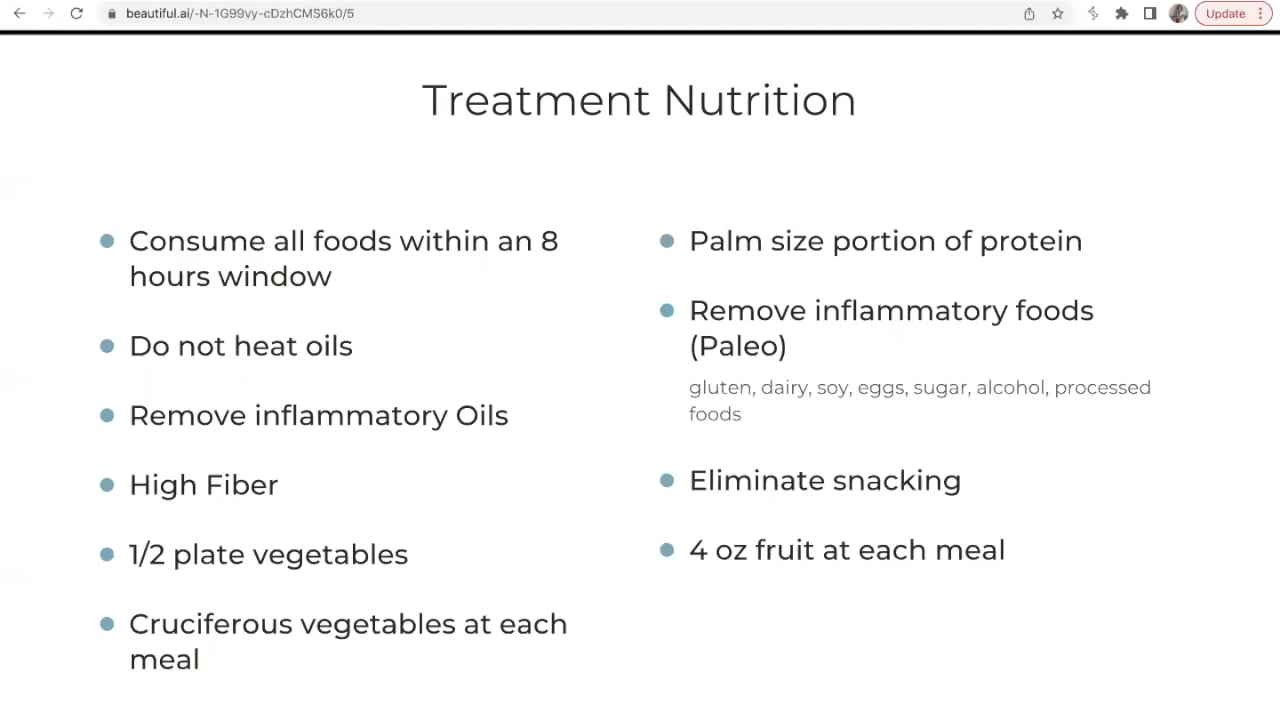 beautiful.ai/-N-1G99vy-cDzhCMS6k0/5
Update
Treatment Nutrition
Consume all foods within an 8
hours window
Do not heat oils
Remove inflammatory Oils
High Fiber
1/2 plate vegetables
Cruciferous vegetables at each
meal
Palm size portion of protein
Remove inflammatory foods
(Paleo)
gluten, dairy, soy, eggs, sugar, alcohol, processed
foods
Eliminate snacking
4 oz fruit at each meal